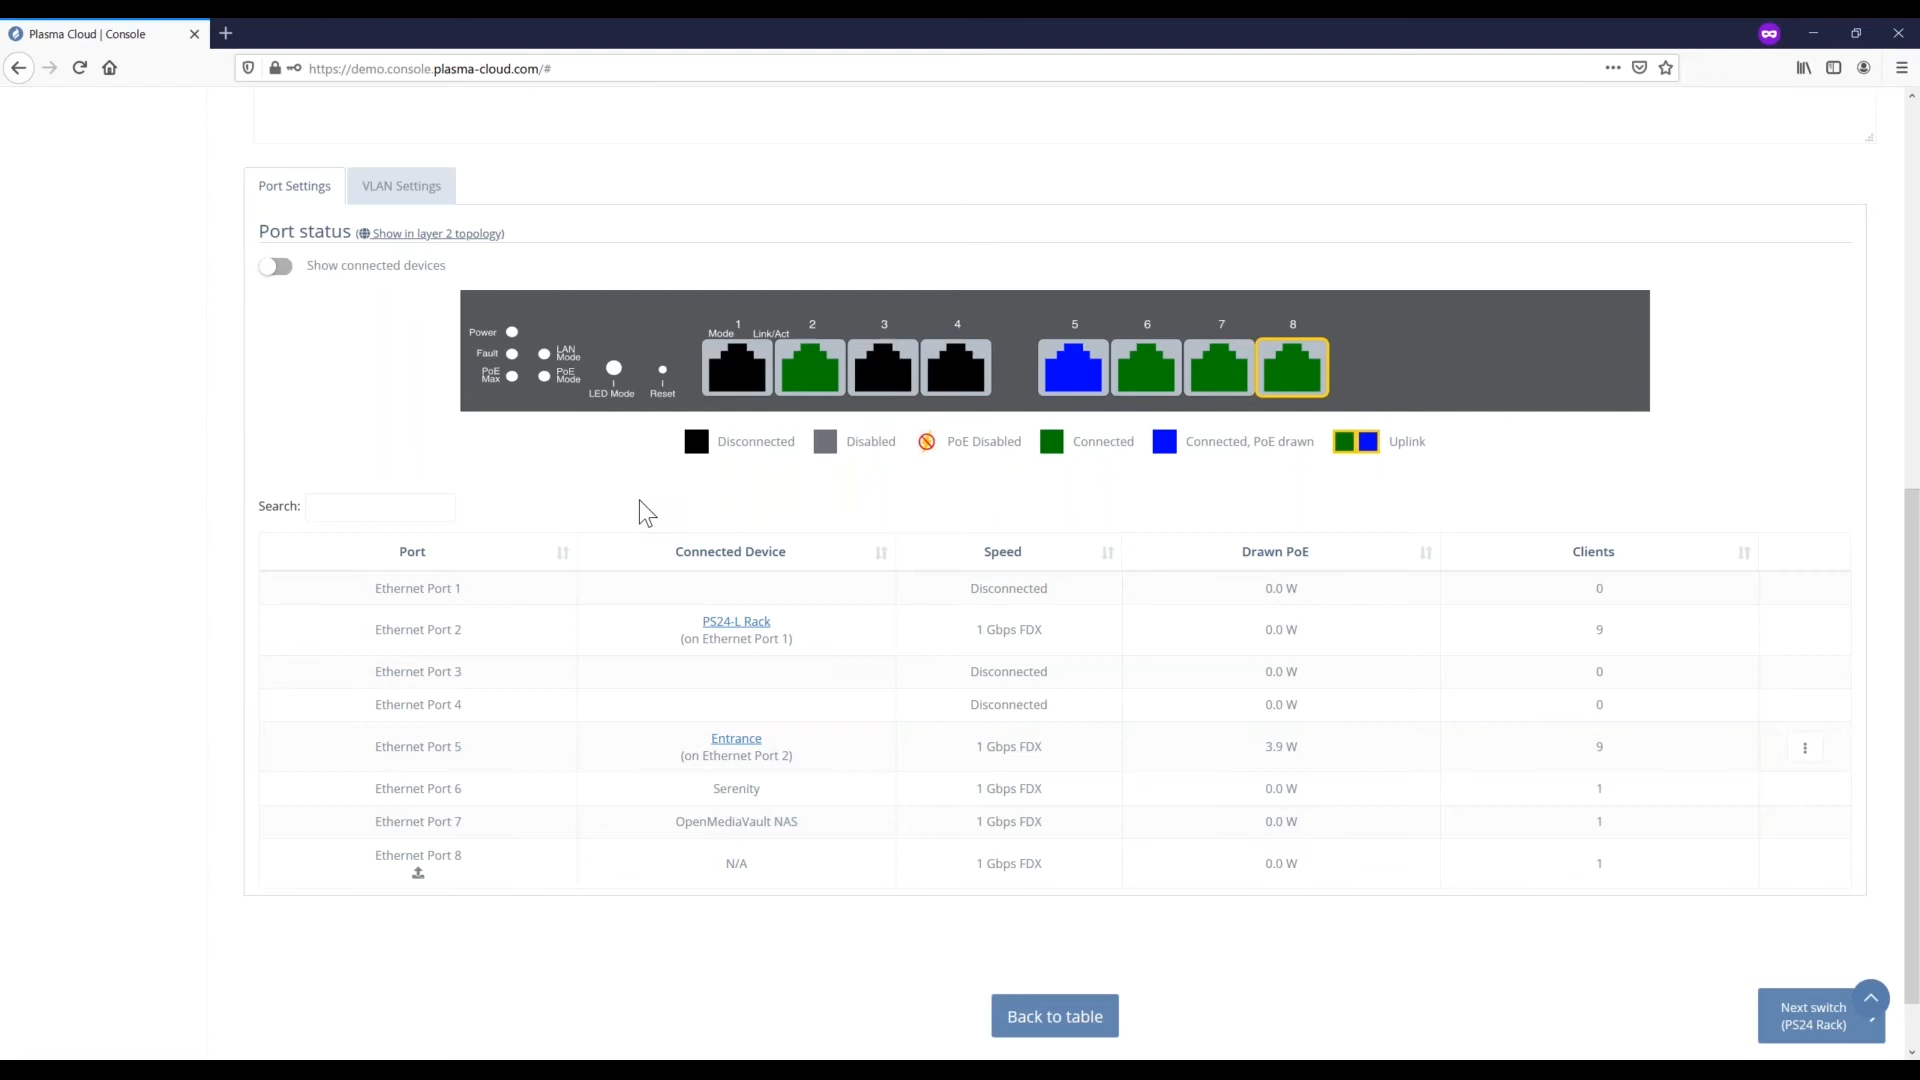 Plasma Cloud | Console
https://demo.console.plasma-cloud.com/#
Port Settings
VLAN Settings
Port status ( Show in layer 2 topology)
Show connected devices
Power
Fault
PoE Max
LAN Mode
PoE Mode
LED Mode
Reset
Mode
Link/Act
1 2 3 4 5 6 7 8
Disconnected Disabled PoE Disabled Connected Connected, PoE drawn Uplink
Search:
Port Connected Device Speed Drawn PoE Clients
Ethernet Port 1 Disconnected 0.0 W 0
Ethernet Port 2 PS24-L Rack (on Ethernet Port 1) 1 Gbps FDX 0.0 W 9
Ethernet Port 3 Disconnected 0.0 W 0
Ethernet Port 4 Disconnected 0.0 W 0
Ethernet Port 5 Entrance (on Ethernet Port 2) 1 Gbps FDX 3.9 W 9
Ethernet Port 6 Serenity 1 Gbps FDX 0.0 W 1
Ethernet Port 7 OpenMediaVault NAS 1 Gbps FDX 0.0 W 1
Ethernet Port 8 N/A 1 Gbps FDX 0.0 W 1
Back to table
Next switch
(PS24 Rack)